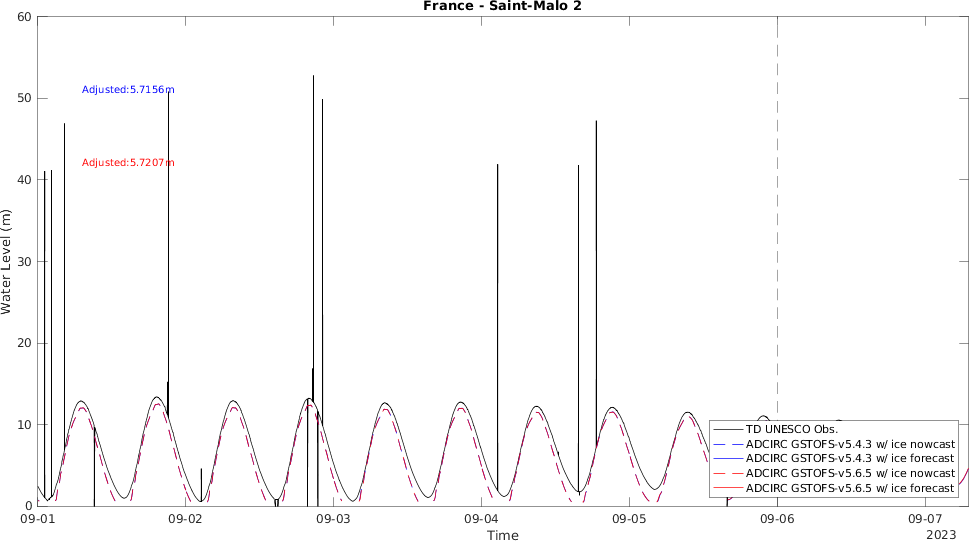 France - Saint-Malo 2
60
50
40
30
20
10
0
Water Level (m)
Adjusted:5.7156m
Adjusted:5.7207m
TD UNESCO Obs.
ADCIRC GSTOFS-v5.4.3 w/ ice nowcast
ADCIRC GSTOFS-v5.4.3 w/ ice forecast
ADCIRC GSTOFS-v5.6.5 w/ ice nowcast
ADCIRC GSTOFS-v5.6.5 w/ ice forecast
09-01 09-02 09-03 09-04 09-05 09-06 09-07
Time
2023